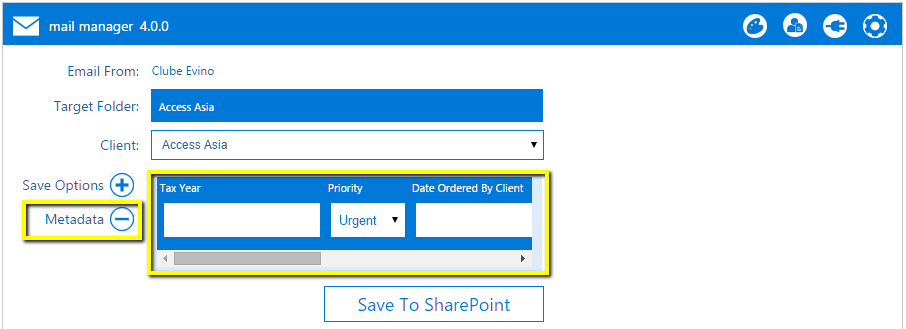 mail manager 4.0.0
Email From: Clube Evino
Target Folder: Access Asia
Client: Access Asia
Save Options
Tax Year Priority Date Ordered By Client
Metadata Urgent
Save To SharePoint